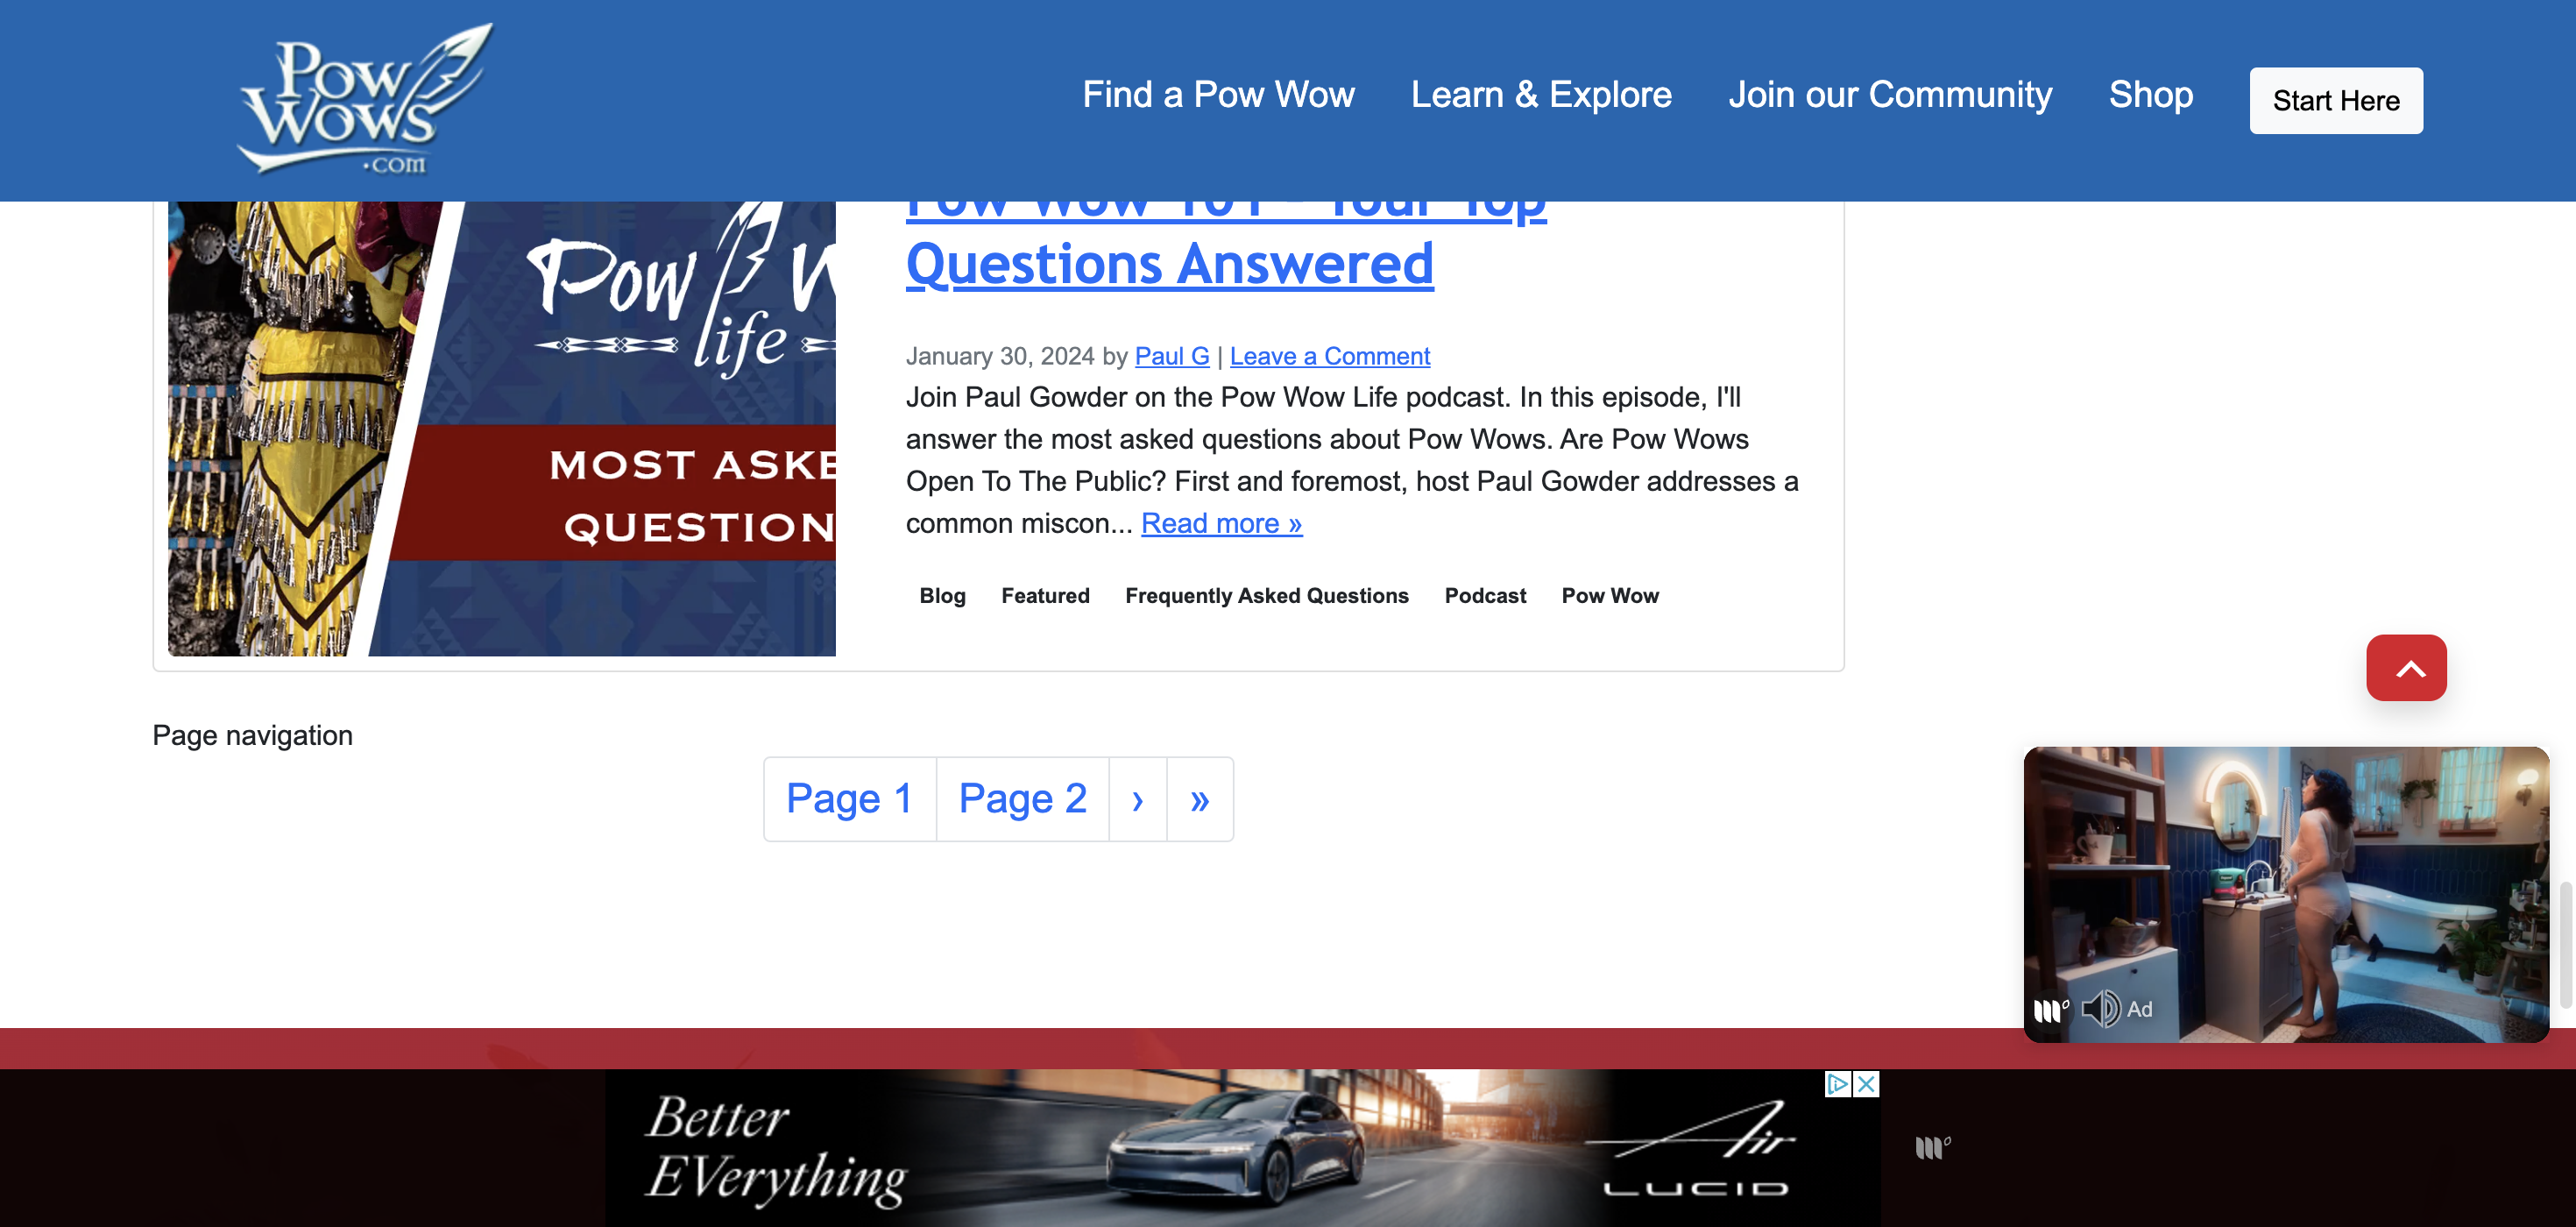 Pow
Wows
.com
Find a Pow Wow
Learn & Explore
Join our Community
Shop
Start Here
Pow Wow 101 – Your Top
Questions Answered
Pow W
life
MOST ASKE
QUESTION
January 30, 2024 by Paul G | Leave a Comment
Join Paul Gowder on the Pow Wow Life podcast. In this episode, I'll
answer the most asked questions about Pow Wows. Are Pow Wows
Open To The Public? First and foremost, host Paul Gowder addresses a
common miscon... Read more »
Blog
Featured
Frequently Asked Questions
Podcast
Pow Wow
Page navigation
Page 1
Page 2
›
»
Ad
Better
EVerything
Air
LUCID